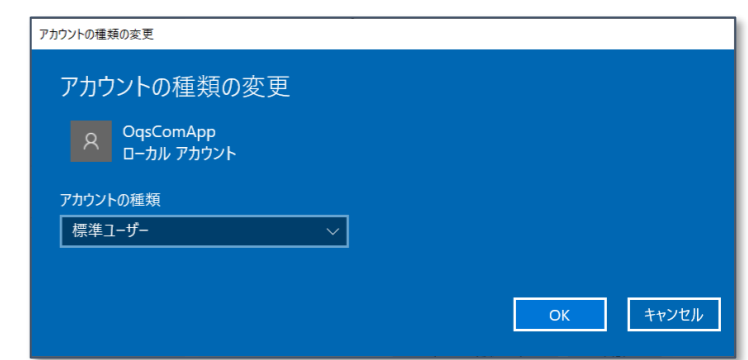 アカウントの種類の変更
アカウントの種類の変更
OqsComApp
ローカル アカウント
アカウントの種類
標準ユーザー
OK
キャンセル